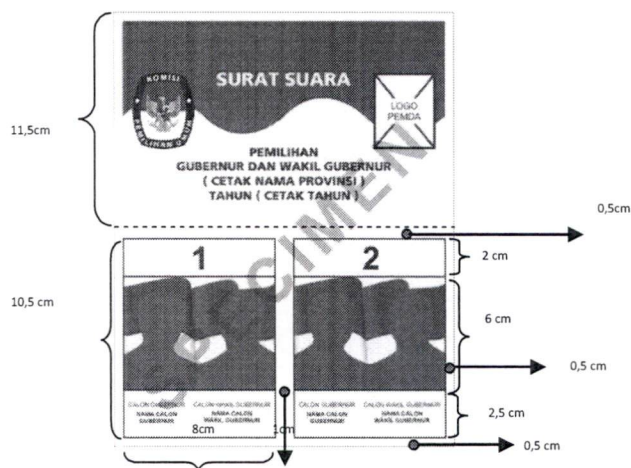 KOMISI
PEMILIHAN UMUM
SURAT SUARA
LOGO
PEMDA
11,5cm
PEMILIHAN
GUBERNUR DAN WAKIL GUBERNUR
( CETAK NAMA PROVINSI )
TAHUN ( CETAK TAHUN )
SPECIMEN
0,5cm
1
2
2 cm
10,5 cm
6 cm
0,5 cm
CALON GUBERNUR
CALON WAKIL GUBERNUR
CALON GUBERNUR
CALON WAKIL GUBERNUR
NAMA CALON
GUBERNUR
NAMA CALON
WAKIL GUBERNUR
NAMA CALON
GUBERNUR
NAMA CALON
WAKIL GUBERNUR
2,5 cm
8cm
1cm
0,5 cm